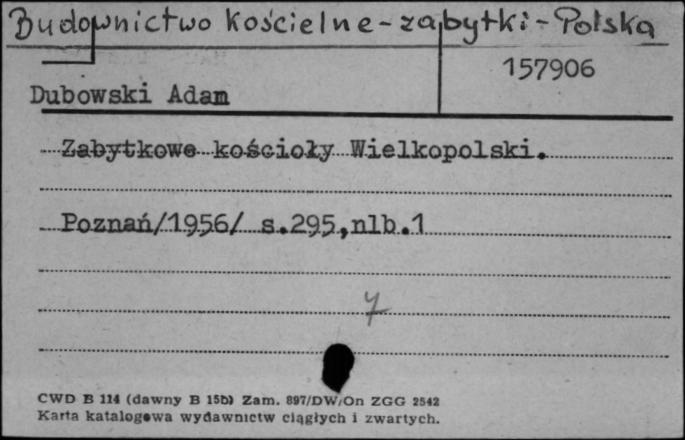 Budownictwo kościelne-zabytki-Polska
157906
Dubowski Adam
Zabytkowe kościoły Wielkopolski.
Poznań/1956/ s.295,nlb.1
4
CWD B 114 (dawny B 15b) Zam. 897/DW/On ZGG 2542
Karta katalogowa wydawnictw ciągłych i zwartych.